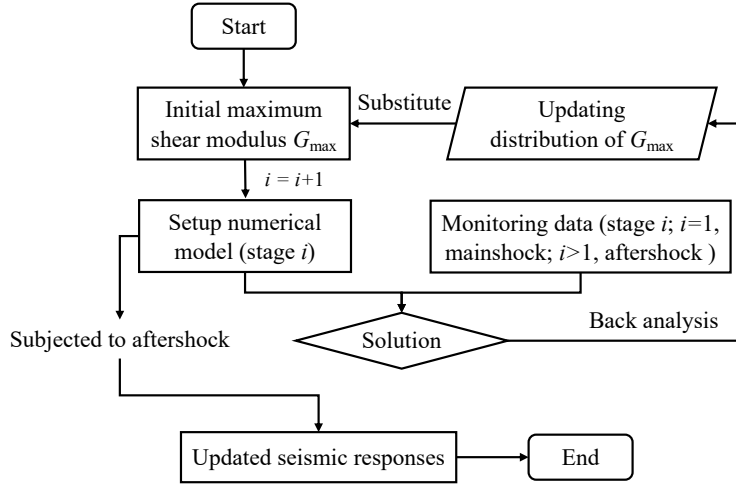 Start
Initial maximum
shear modulus Gmax
Substitute
Updating
distribution of Gmax
i = i+1
Setup numerical
model (stage i)
Monitoring data (stage i; i=1,
mainshock; i>1, aftershock )
Back analysis
Subjected to aftershock
Solution
Updated seismic responses
End